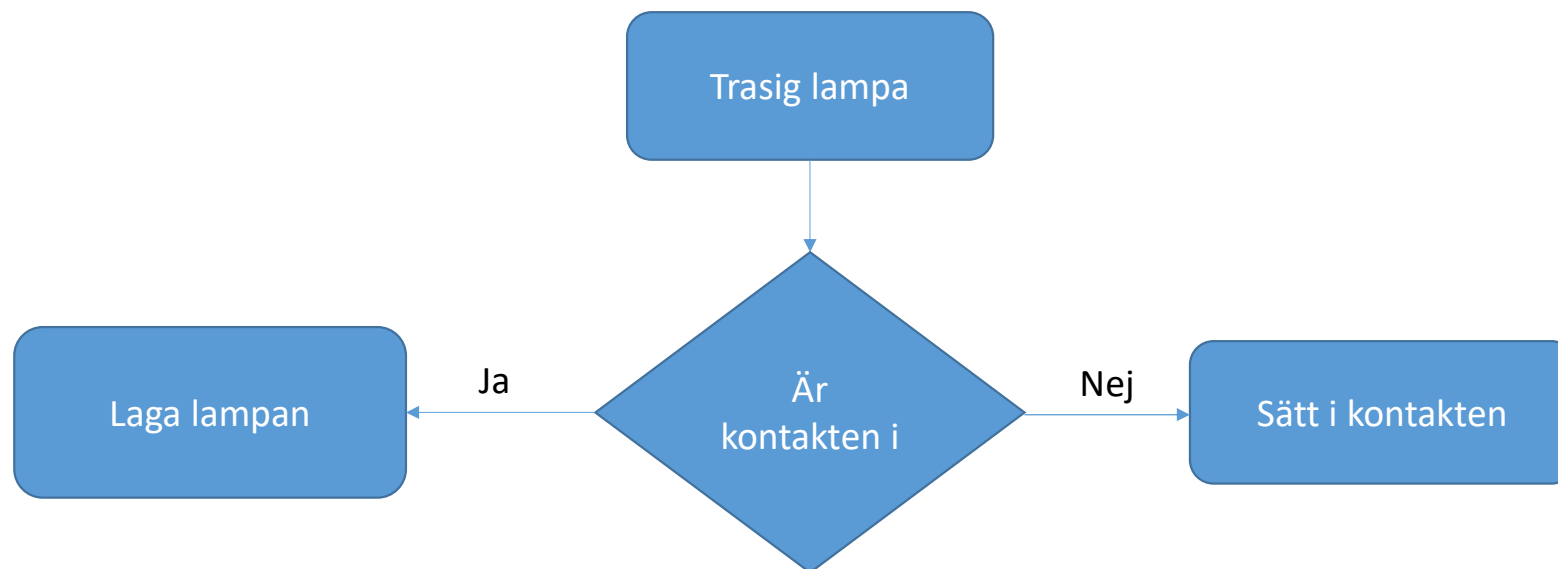 Trasig lampa
Ja
Nej
Laga lampan
Är
kontakten i
Sätt i kontakten